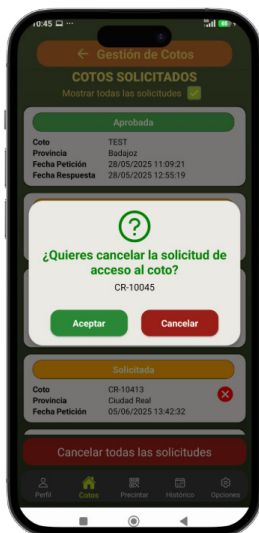 10:45
← Gestión de Cotos
COTOS SOLICITADOS
Mostrar todas las solicitudes
Aprobada
Coto TEST
Provincia Badajoz
Fecha Petición 28/05/2025 11:09:21
Fecha Respuesta 28/05/2025 12:55:19
¿Quieres cancelar la solicitud de
acceso al coto?
CR-10045
Aceptar Cancelar
Solicitada
Coto CR-10413
Provincia Ciudad Real
Fecha Petición 05/06/2025 13:42:32
Cancelar todas las solicitudes
Perfil Cotos Precintar Histórico Opciones